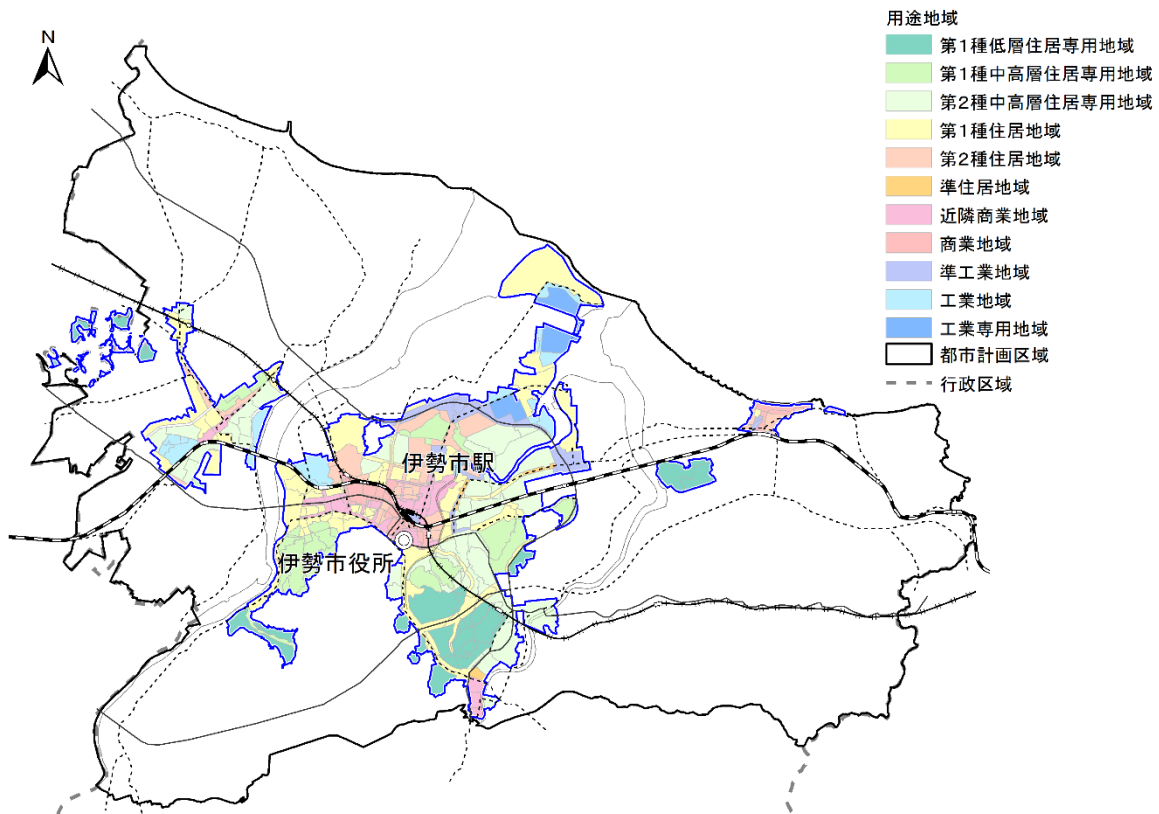 用途地域
N
第1種低層住居専用地域
第1種中高層住居専用地域
第2種中高層住居専用地域
第1種住居地域
第2種住居地域
準住居地域
近隣商業地域
商業地域
準工業地域
工業地域
工業専用地域
都市計画区域
行政区域
伊勢市駅
伊勢市役所